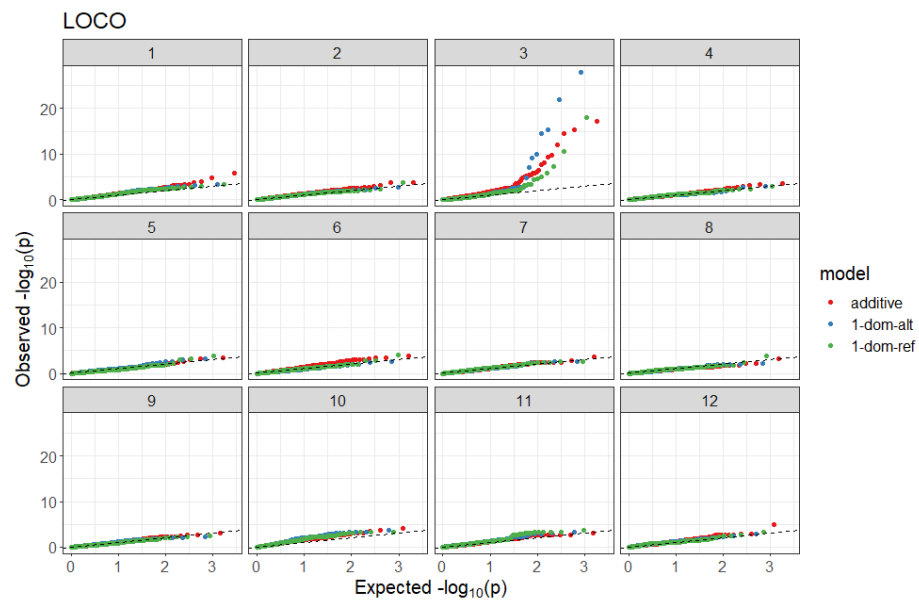 LOCO
1 2 3 4
20
10
0
5 6 7 8
20
10
0
9 10 11 12
20
10
0
0 1 2 3 0 1 2 3 0 1 2 3 0 1 2 3
Expected -log10(p)
Observed -log10(p)
model
additive
1-dom-alt
1-dom-ref